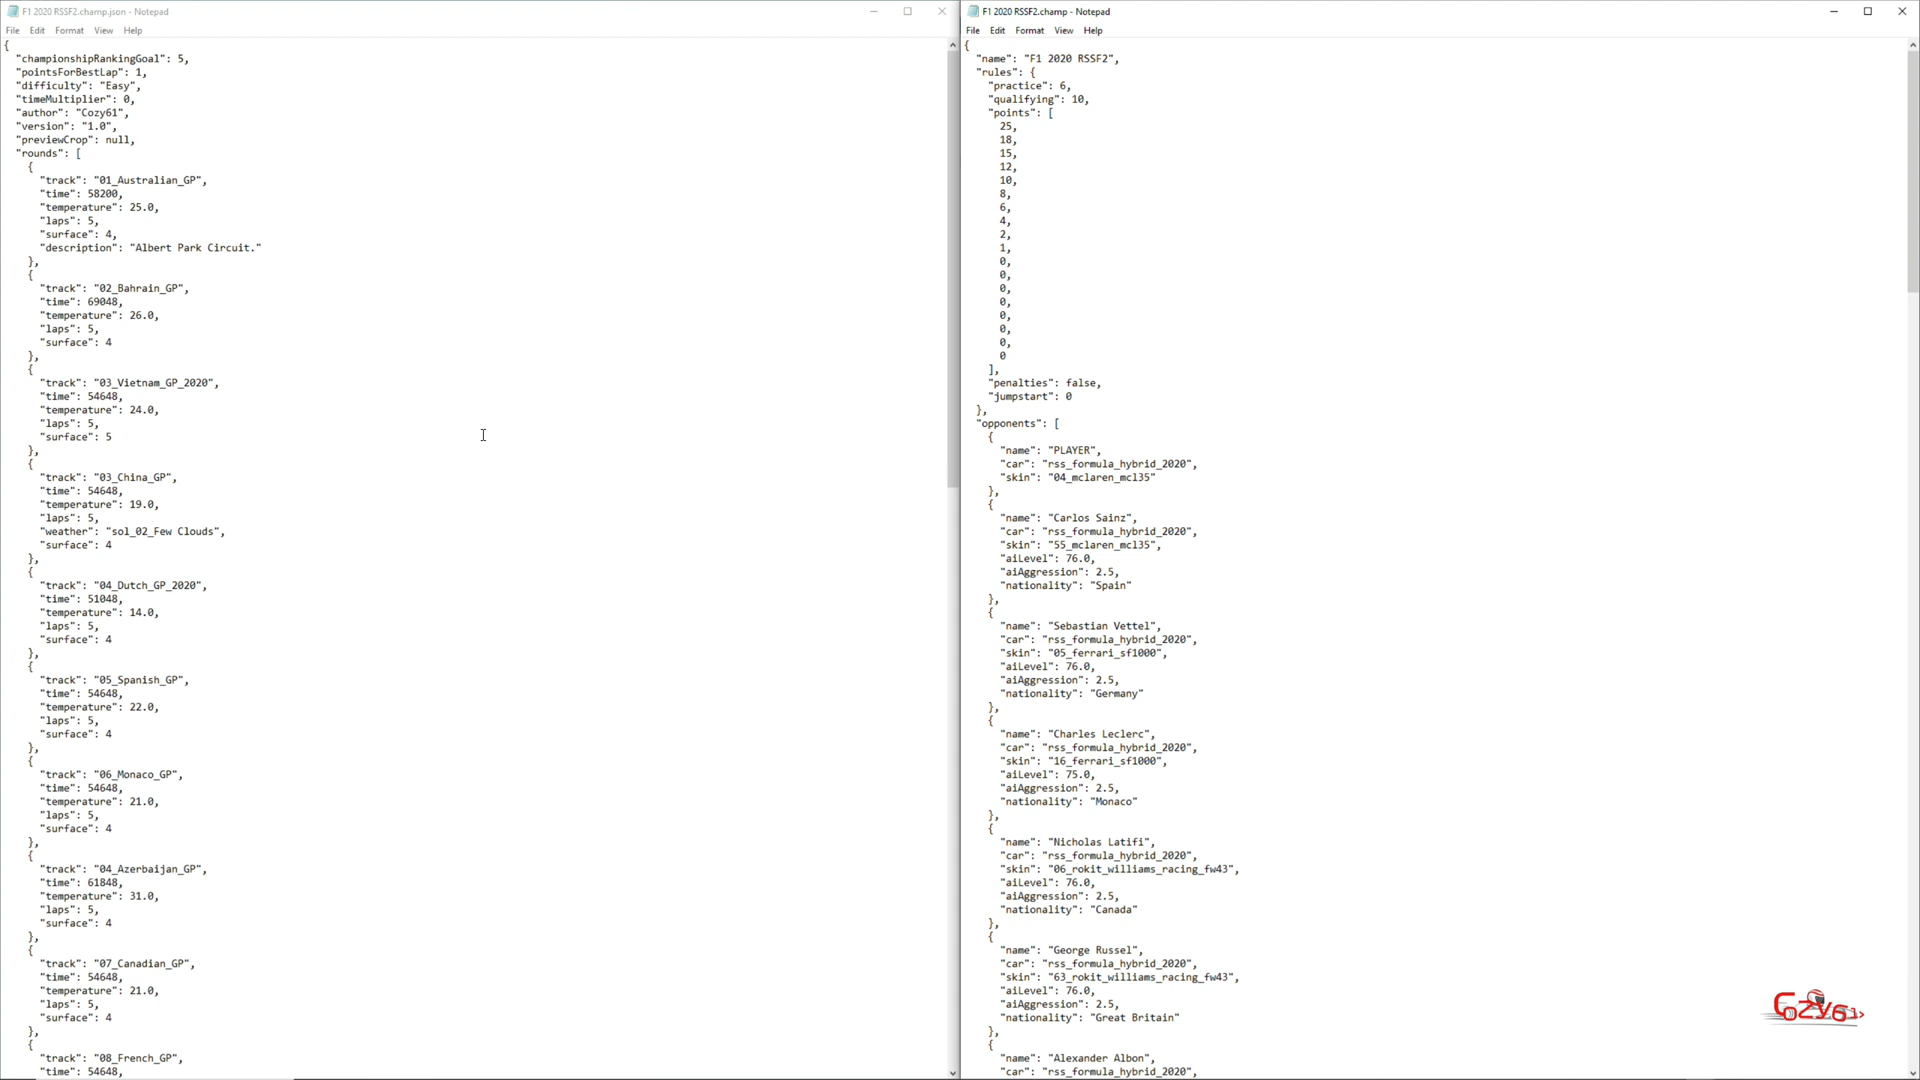 F1 2020 RSSF2.champ.json - Notepad
File Edit Format View Help
{
"championshipRankingGoal": 5,
"pointsForBestLap": 1,
"difficulty": "Easy",
"timeMultiplier": 0,
"author": "Cozy61",
"version": "1.0",
"previewCrop": null,
"rounds": [
{
"track": "01_Australian_GP",
"time": 58200,
"temperature": 25.0,
"laps": 5,
"surface": 4,
"description": "Albert Park Circuit."
},
{
"track": "02_Bahrain_GP",
"time": 69048,
"temperature": 26.0,
"laps": 5,
"surface": 4
},
{
"track": "03_Vietnam_GP_2020",
"time": 54648,
"temperature": 24.0,
"laps": 5,
"surface": 5
},
{
"track": "03_China_GP",
"time": 54648,
"temperature": 19.0,
"laps": 5,
"weather": "sol_02_Few Clouds",
"surface": 4
},
{
"track": "04_Dutch_GP_2020",
"time": 51048,
"temperature": 14.0,
"laps": 5,
"surface": 4
},
{
"track": "05_Spanish_GP",
"time": 54648,
"temperature": 22.0,
"laps": 5,
"surface": 4
},
{
"track": "06_Monaco_GP",
"time": 54648,
"temperature": 21.0,
"laps": 5,
"surface": 4
},
{
"track": "04_Azerbaijan_GP",
"time": 61848,
"temperature": 31.0,
"laps": 5,
"surface": 4
},
{
"track": "07_Canadian_GP",
"time": 54648,
"temperature": 21.0,
"laps": 5,
"surface": 4
},
{
"track": "08_French_GP",
"time": 54648,
F1 2020 RSSF2.champ - Notepad
File Edit Format View Help
{
"name": "F1 2020 RSSF2",
"rules": {
"practice": 6,
"qualifying": 10,
"points": [
25,
18,
15,
12,
10,
8,
6,
4,
2,
1,
0,
0,
0,
0,
0,
0,
0,
0
],
"penalties": false,
"jumpstart": 0
},
"opponents": [
{
"name": "PLAYER",
"car": "rss_formula_hybrid_2020",
"skin": "04_mclaren_mcl35"
},
{
"name": "Carlos Sainz",
"car": "rss_formula_hybrid_2020",
"skin": "55_mclaren_mcl35",
"aiLevel": 76.0,
"aiAggression": 2.5,
"nationality": "Spain"
},
{
"name": "Sebastian Vettel",
"car": "rss_formula_hybrid_2020",
"skin": "05_ferrari_sf1000",
"aiLevel": 76.0,
"aiAggression": 2.5,
"nationality": "Germany"
},
{
"name": "Charles Leclerc",
"car": "rss_formula_hybrid_2020",
"skin": "16_ferrari_sf1000",
"aiLevel": 75.0,
"aiAggression": 2.5,
"nationality": "Monaco"
},
{
"name": "Nicholas Latifi",
"car": "rss_formula_hybrid_2020",
"skin": "06_rokit_williams_racing_fw43",
"aiLevel": 76.0,
"aiAggression": 2.5,
"nationality": "Canada"
},
{
"name": "George Russel",
"car": "rss_formula_hybrid_2020",
"skin": "63_rokit_williams_racing_fw43",
"aiLevel": 76.0,
"aiAggression": 2.5,
"nationality": "Great Britain"
},
{
"name": "Alexander Albon",
"car": "rss_formula_hybrid_2020",
Cozy61